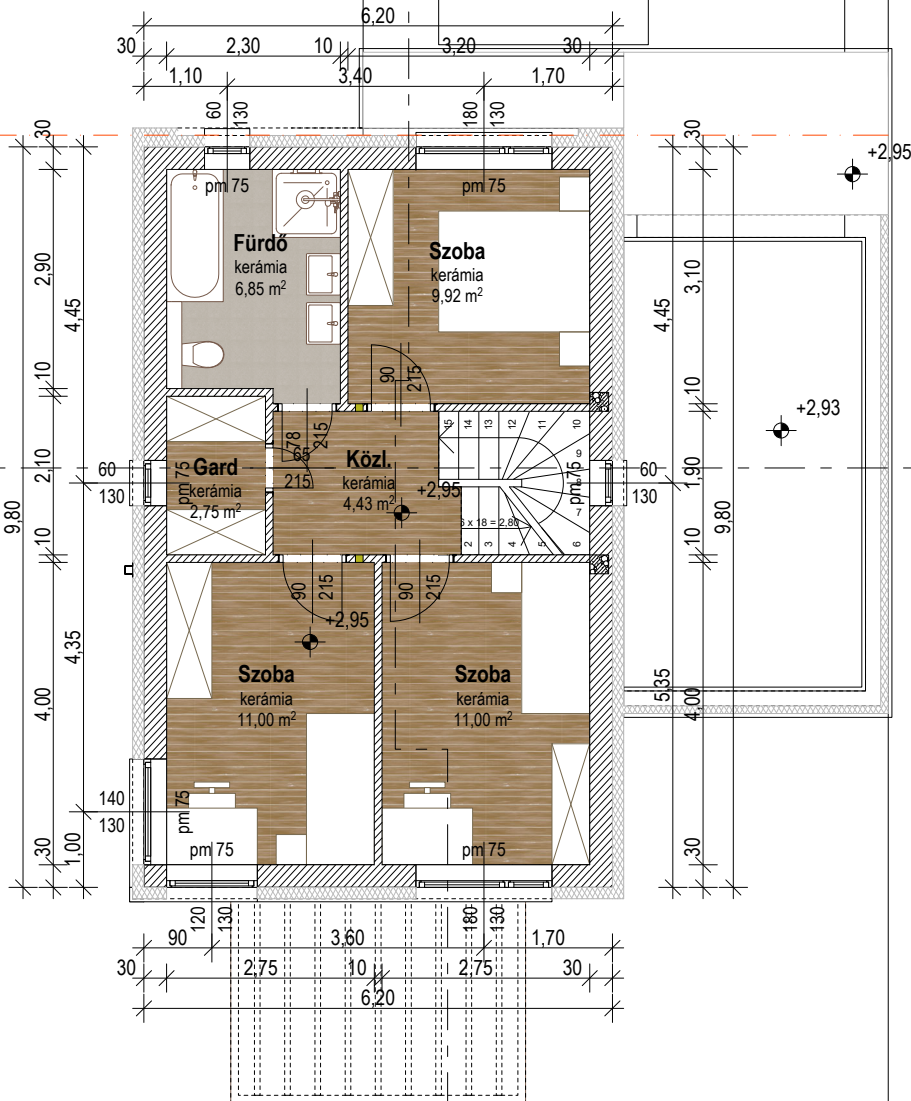 6,20
30 2,30 10 3,20 30
1,10 3,40 1,70
60
130
180
130
30
30
+2,95
pm 75
pm 75
Fürdő
kerámia
6,85 m²
Szoba
kerámia
9,92 m²
2,90
4,45
4,45
3,10
10
90
215
10
+2,93
78
215
65
215
15 14 13 12 11 10
9
Gard
kerámia
2,75 m²
pm 75
Közl.
kerámia
4,43 m²
+2,95
pm 75
7
60
130
60
130
2,10
1,90
9,80
9,80
x 18 = 2,80
2 3 4 5 6
10
10
90
215
90
215
+2,95
4,35
Szoba
kerámia
11,00 m²
Szoba
kerámia
11,00 m²
4,00
5,35
4,00
140
130
pm 75
1,00
30
30
pm 75
pm 75
120
130
180
130
90 3,60 1,70
30 2,75 10 2,75 30
6,20